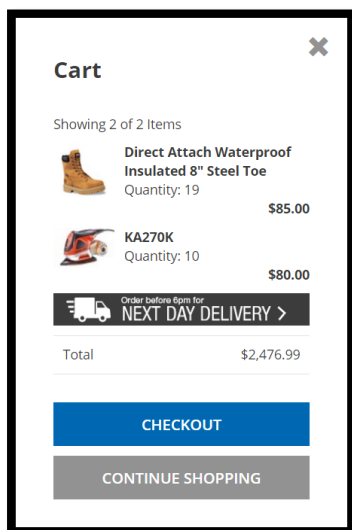 Cart
Showing 2 of 2 Items
Direct Attach Waterproof
Insulated 8" Steel Toe
Quantity: 19
$85.00
KA270K
Quantity: 10
$80.00
Order before 6pm for
NEXT DAY DELIVERY >
Total $2,476.99
CHECKOUT
CONTINUE SHOPPING